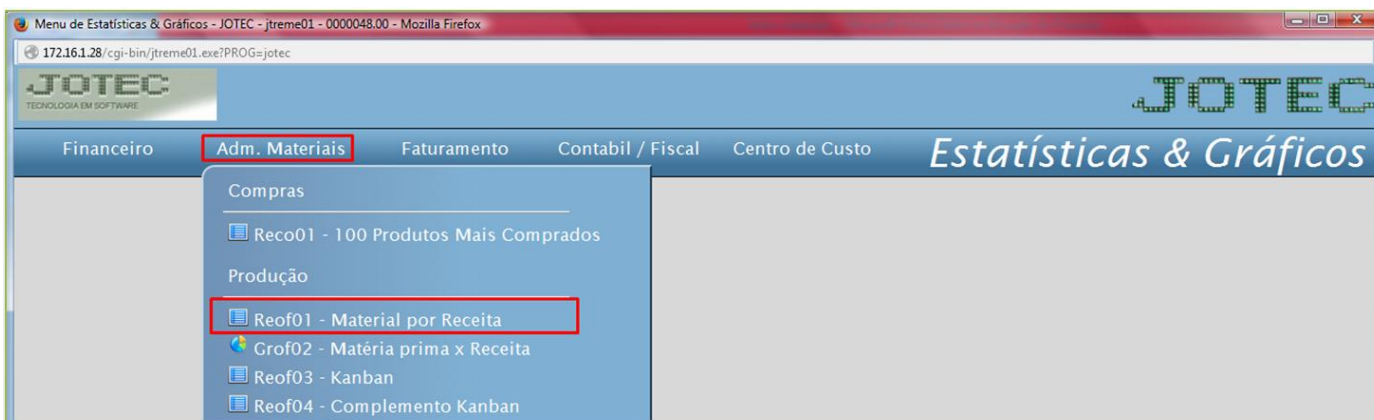 Menu de Estatísticas & Gráficos - JOTEC - jtreme01 - 0000048.00 - Mozilla Firefox
172.16.1.28/cgi-bin/jtreme01.exe?PROG=jotec
JOTEC
TECNOLOGIA EM SOFTWARE
JOTEC
Financeiro Adm. Materiais Faturamento Contabil / Fiscal Centro de Custo Estatísticas & Gráficos
Compras
Reco01 - 100 Produtos Mais Comprados
Produção
Reof01 - Material por Receita
Grof02 - Matéria prima x Receita
Reof03 - Kanban
Reof04 - Complemento Kanban